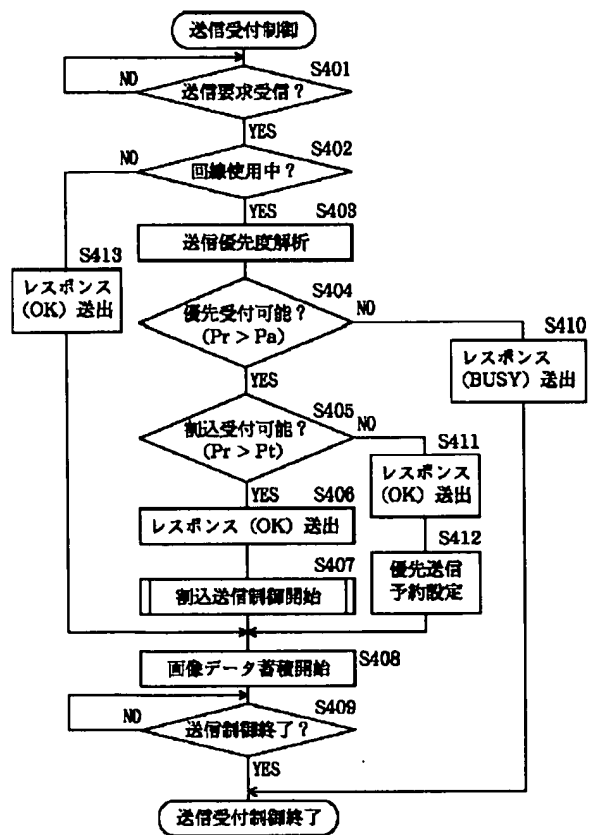 送信受付制御
S401
送信要求受信？
NO
YES
S402
回線使用中？
NO
YES
S403
送信優先度解析
S413
レスポンス
(OK) 送出
S404
優先受付可能？
(Pr > Pa)
NO
YES
S410
レスポンス
(BUSY) 送出
S405
割込受付可能？
(Pr > Pt)
NO
YES
S411
レスポンス
(OK) 送出
S406
レスポンス (OK) 送出
S412
優先送信
予約設定
S407
割込送信制御開始
S408
画像データ蓄積開始
S409
送信制御終了？
NO
YES
送信受付制御終了